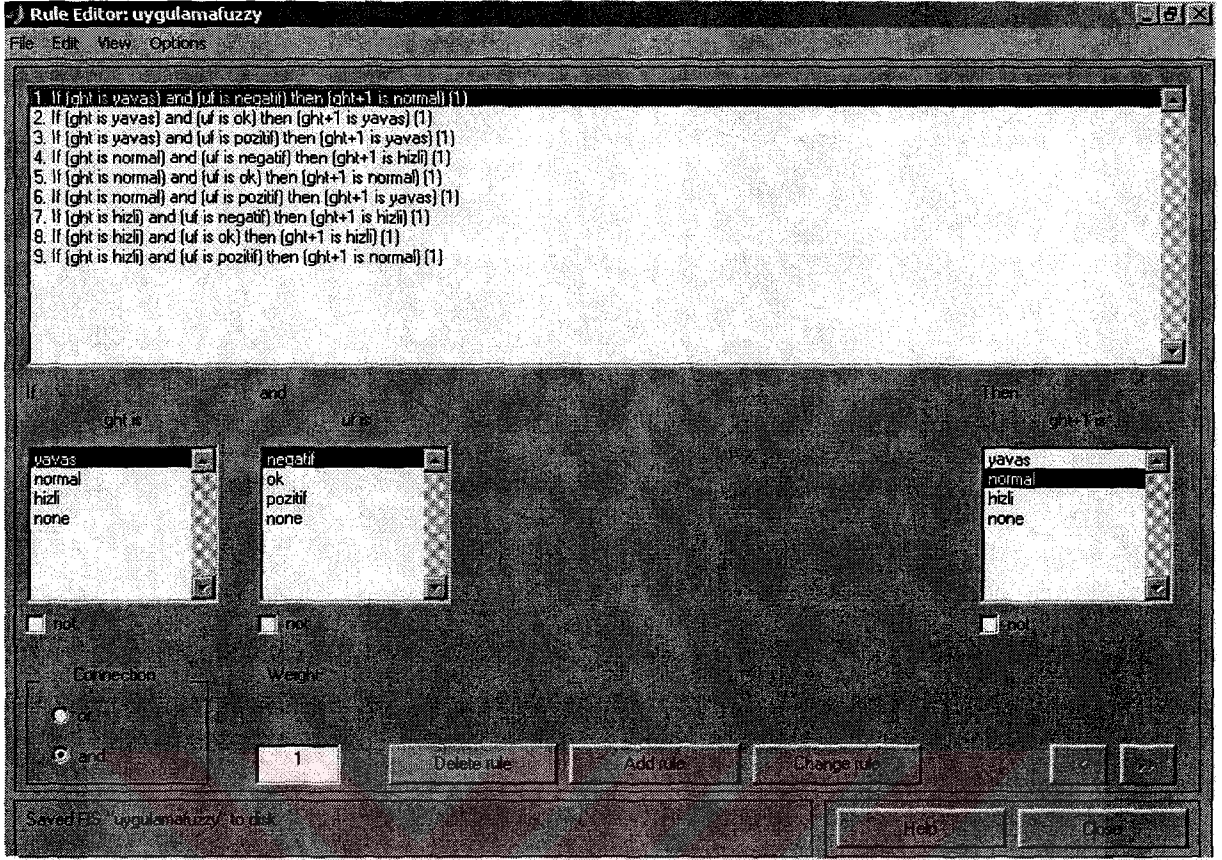 Rule Editor: uygulamafuzzy
File Edit View Options
1. If (ght is yavas) and (uf is negatif) then (ght+1 is normal) (1)
2. If (ght is yavas) and (uf is ok) then (ght+1 is yavas) (1)
3. If (ght is yavas) and (uf is pozitif) then (ght+1 is yavas) (1)
4. If (ght is normal) and (uf is negatif) then (ght+1 is hizli) (1)
5. If (ght is normal) and (uf is ok) then (ght+1 is normal) (1)
6. If (ght is normal) and (uf is pozitif) then (ght+1 is yavas) (1)
7. If (ght is hizli) and (uf is negatif) then (ght+1 is hizli) (1)
8. If (ght is hizli) and (uf is ok) then (ght+1 is hizli) (1)
9. If (ght is hizli) and (uf is pozitif) then (ght+1 is normal) (1)
If and Then
ght is uf is ght+1 is
yavas
normal
hizli
none
negatif
ok
pozitif
none
yavas
normal
hizli
none
not not not
Connection Weight:
or
and 1 Delete rule Add rule Change rule << >>
Saved FIS "uygulamafuzzy" to disk
Help Close